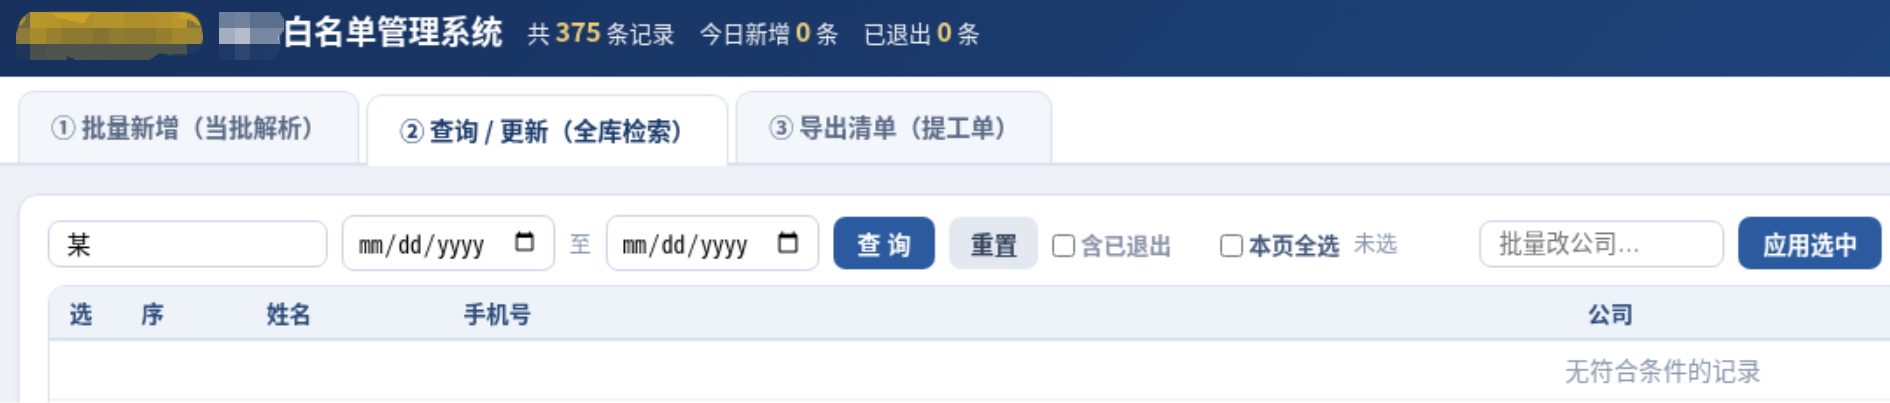 白名单管理系统 共 375 条记录 今日新增 0 条 已退出 0 条
① 批量新增（当批解析） ② 查询 / 更新（全库检索） ③ 导出清单（提工单）
某 mm/dd/yyyy 至 mm/dd/yyyy 查 询 重置 含已退出 本页全选 未选 批量改公司... 应用选中
选 序 姓名 手机号 公司
无符合条件的记录